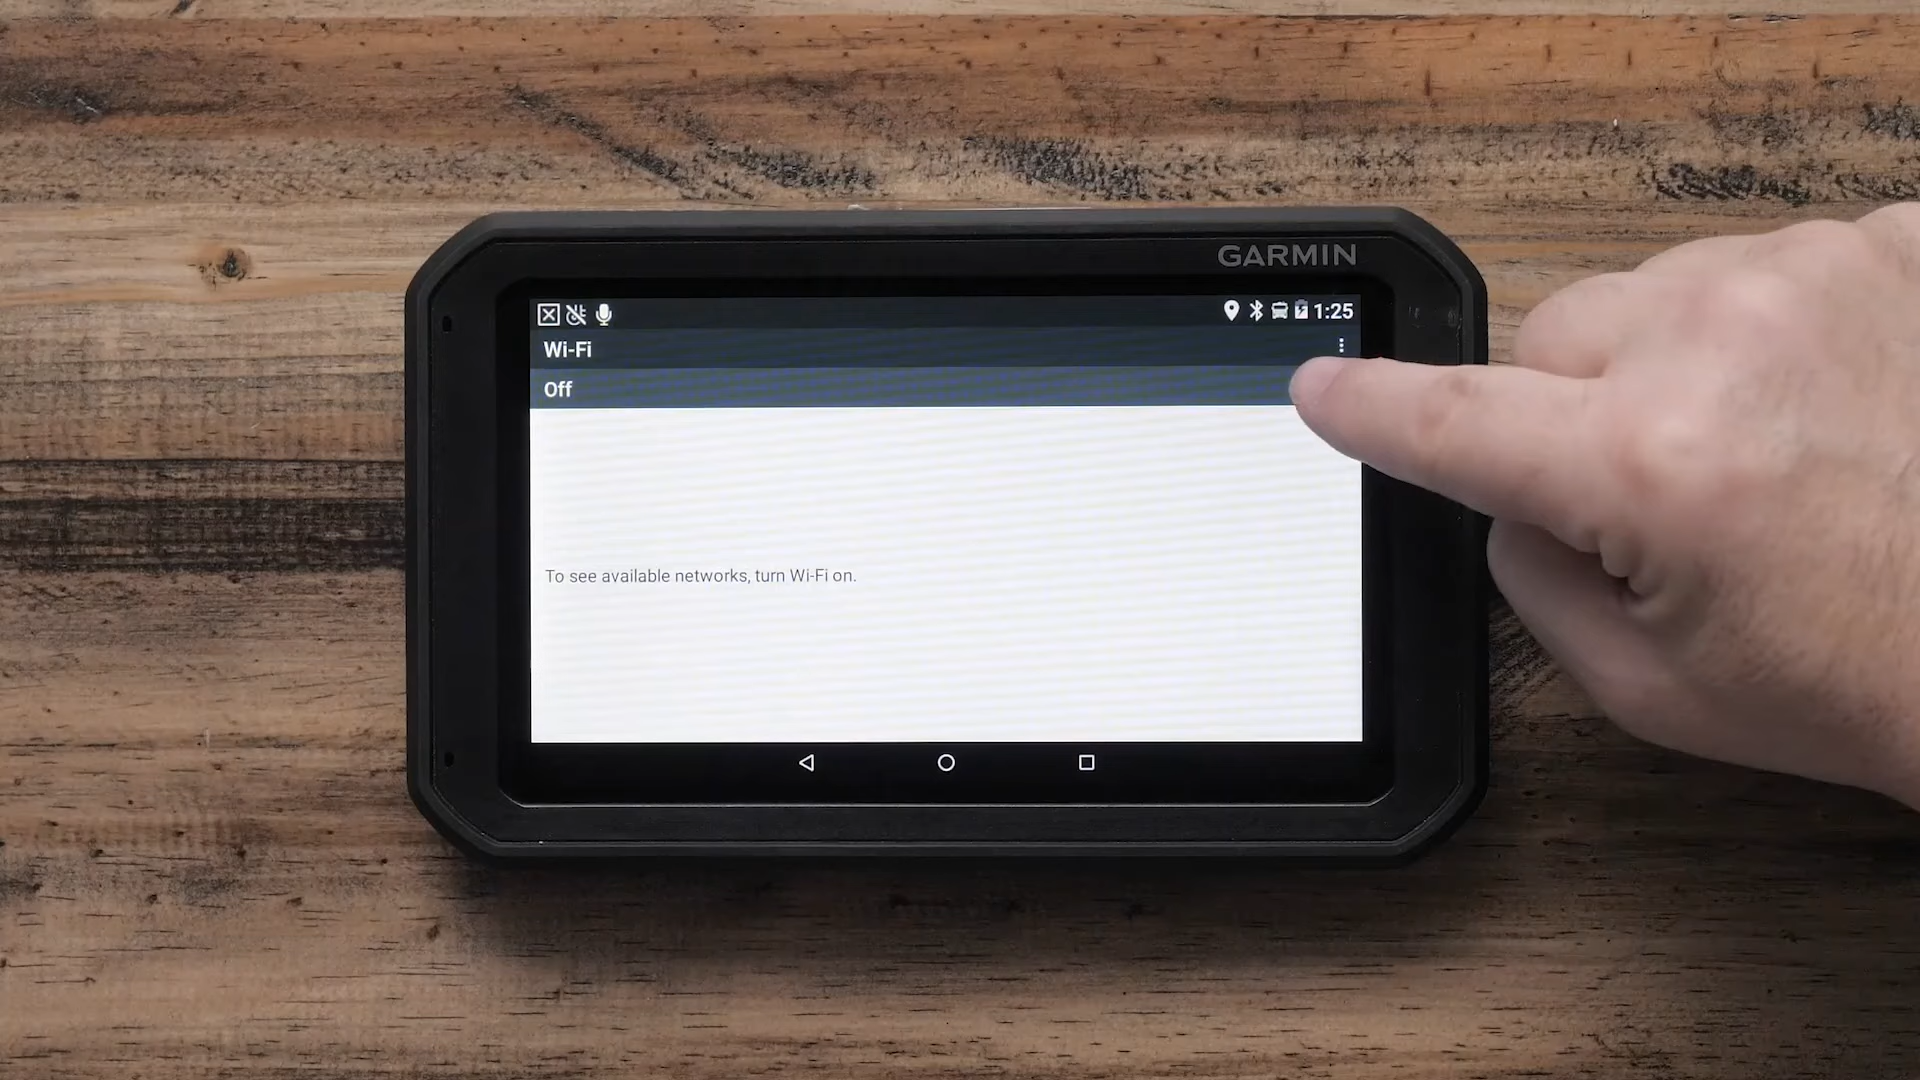 GARMIN
1:25
Wi-Fi
Off
To see available networks, turn Wi-Fi on.